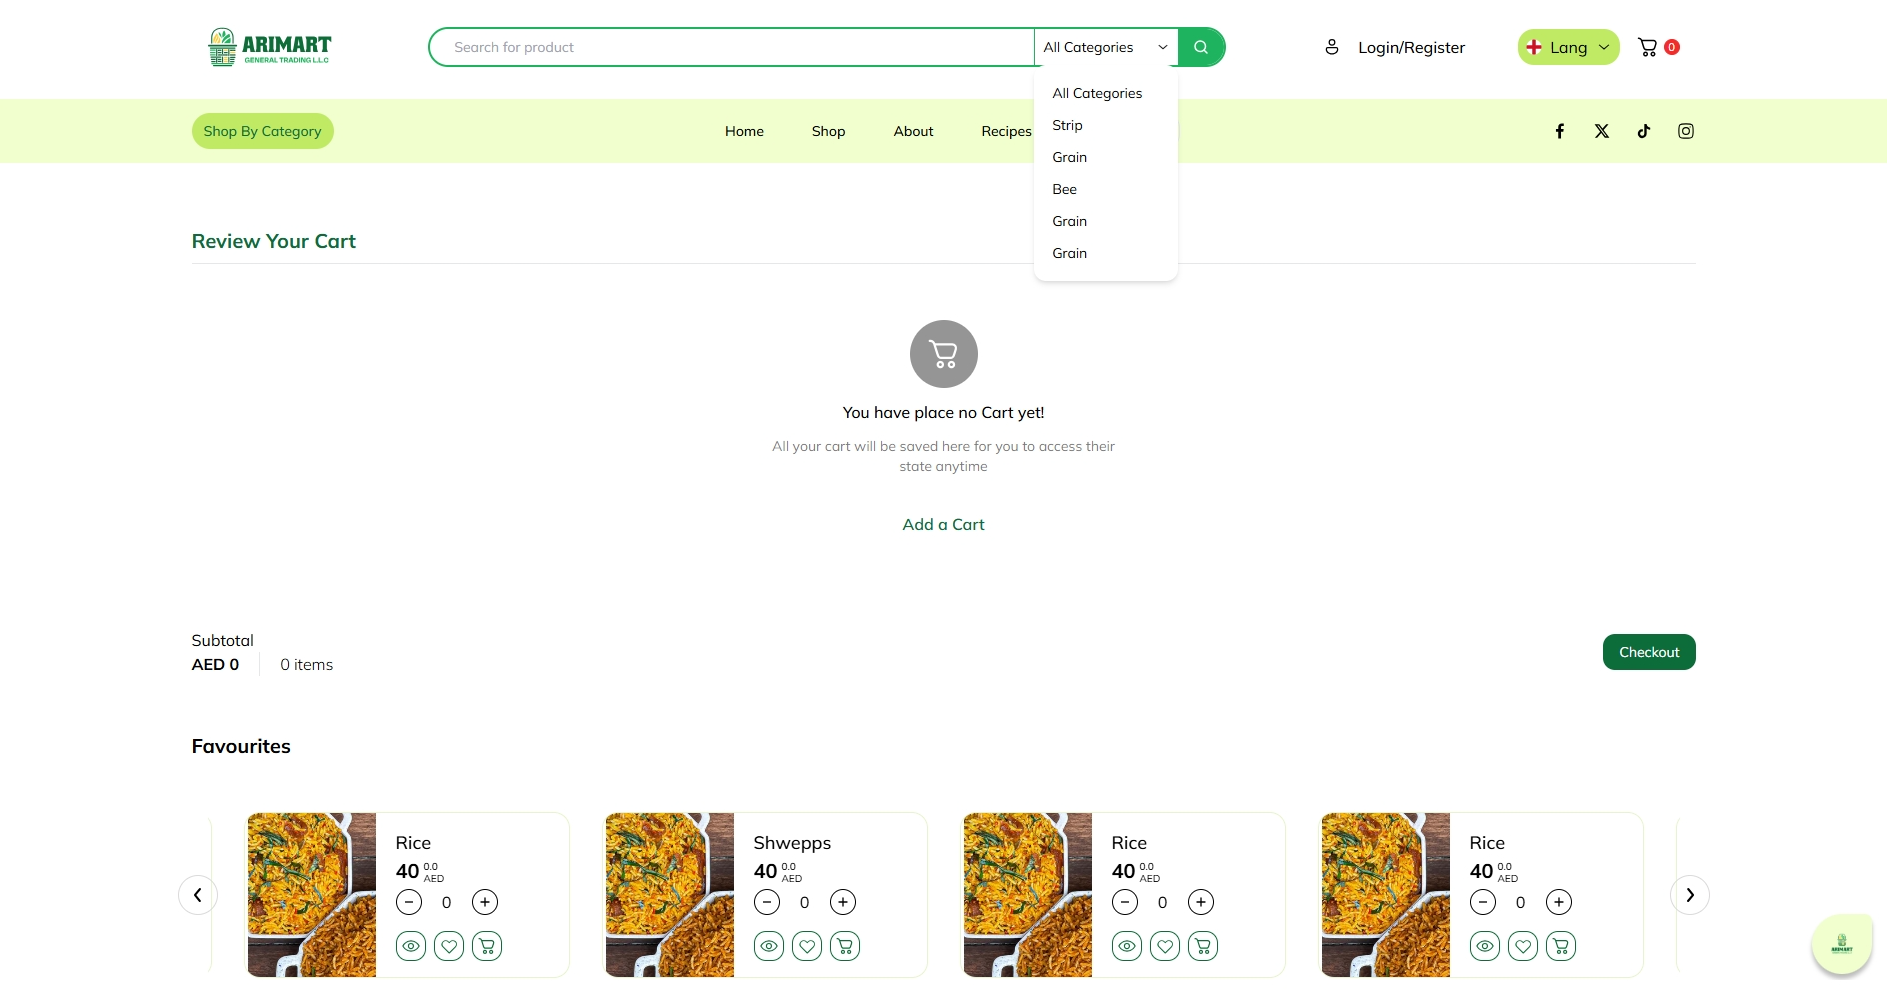 ARIMART
GENERAL TRADING L.L.C
Search for product
All Categories
Login/Register
Lang
0
All Categories
Strip
Grain
Bee
Grain
Grain
Shop By Category
Home
Shop
About
Recipes
Review Your Cart
You have place no Cart yet!
All your cart will be saved here for you to access their
state anytime
Add a Cart
Subtotal
AED 0
0 items
Checkout
Favourites
Rice
40 0.0 AED
0
Shwepps
40 0.0 AED
0
Rice
40 0.0 AED
0
Rice
40 0.0 AED
0
ARIMART